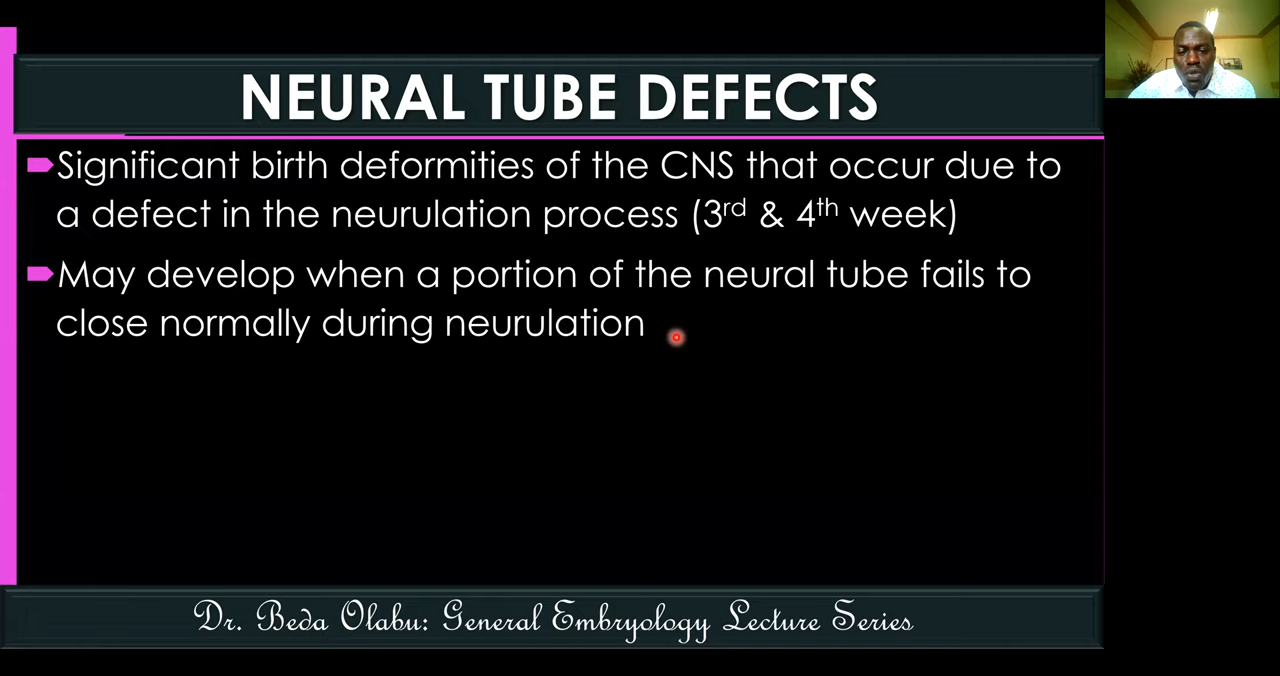 NEURAL TUBE DEFECTS
Significant birth deformities of the CNS that occur due to
a defect in the neurulation process (3rd & 4th week)
May develop when a portion of the neural tube fails to
close normally during neurulation
Dr. Beda Olabu: General Embryology Lecture Series